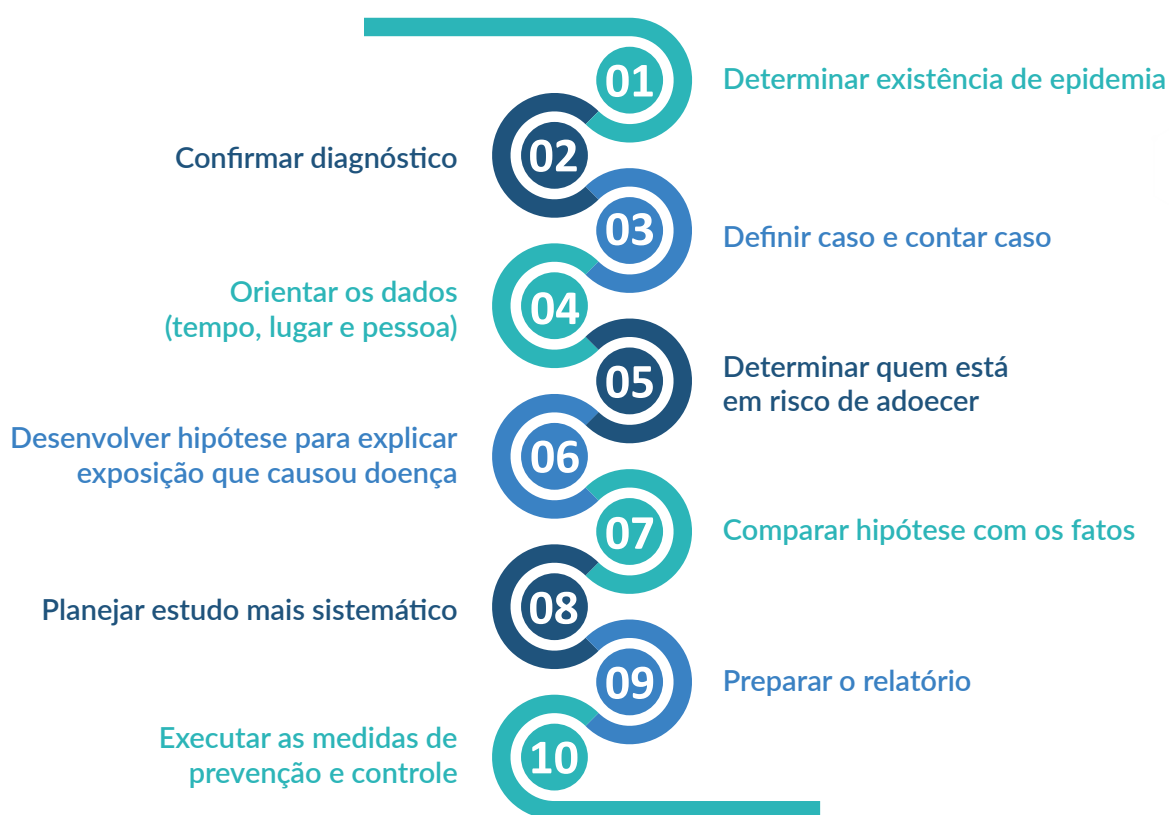 01
Determinar existência de epidemia
02
Confirmar diagnóstico
03
Definir caso e contar caso
04
Orientar os dados
(tempo, lugar e pessoa)
05
Determinar quem está
em risco de adoecer
06
Desenvolver hipótese para explicar
exposição que causou doença
07
Comparar hipótese com os fatos
08
Planejar estudo mais sistemático
09
Preparar o relatório
10
Executar as medidas de
prevenção e controle